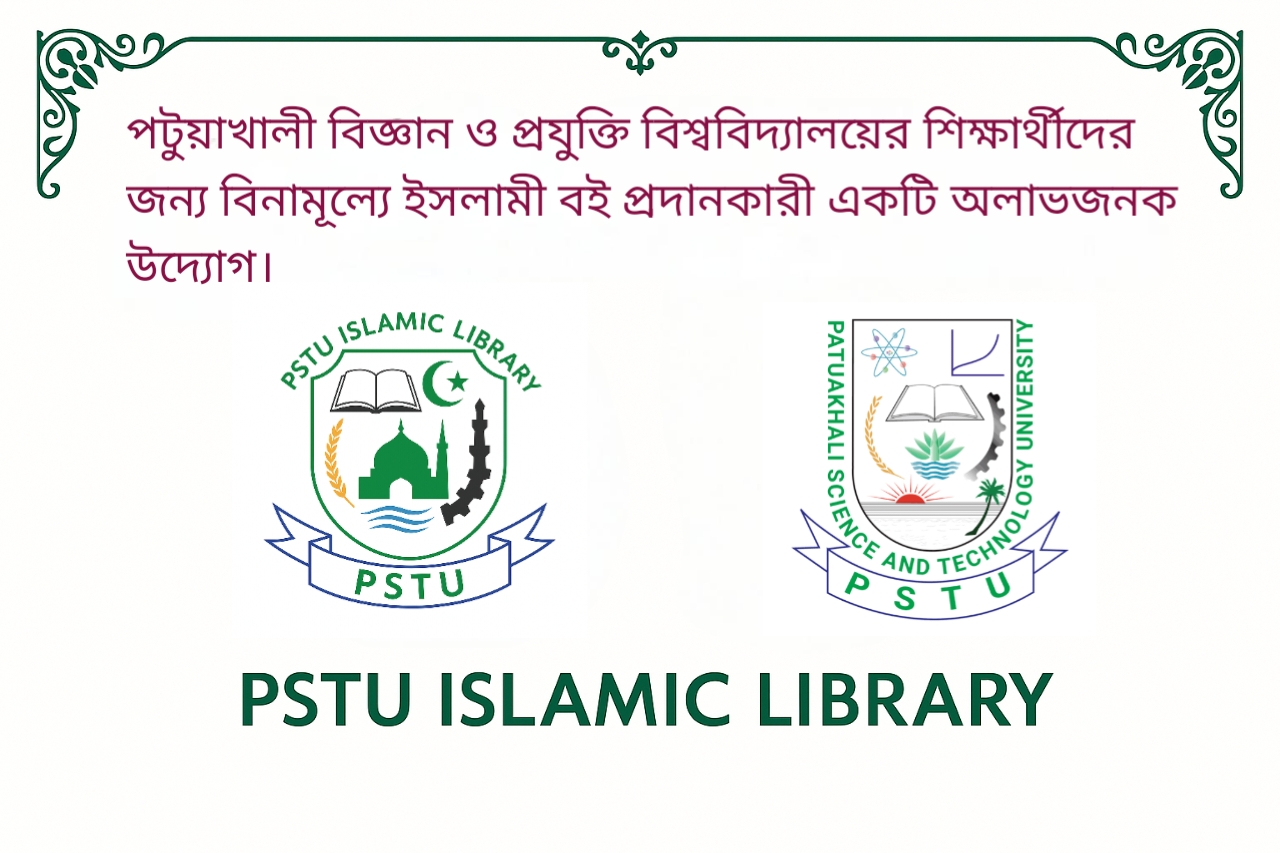 পটুয়াখালী বিজ্ঞান ও প্রযুক্তি বিশ্ববিদ্যালয়ের শিক্ষার্থীদের
জন্য বিনামূল্যে ইসলামী বই প্রদানকারী একটি অলাভজনক
উদ্যোগ।
PSTU ISLAMIC LIBRARY
PSTU
PATUAKHALI SCIENCE AND TECHNOLOGY UNIVERSITY
PSTU
PSTU ISLAMIC LIBRARY